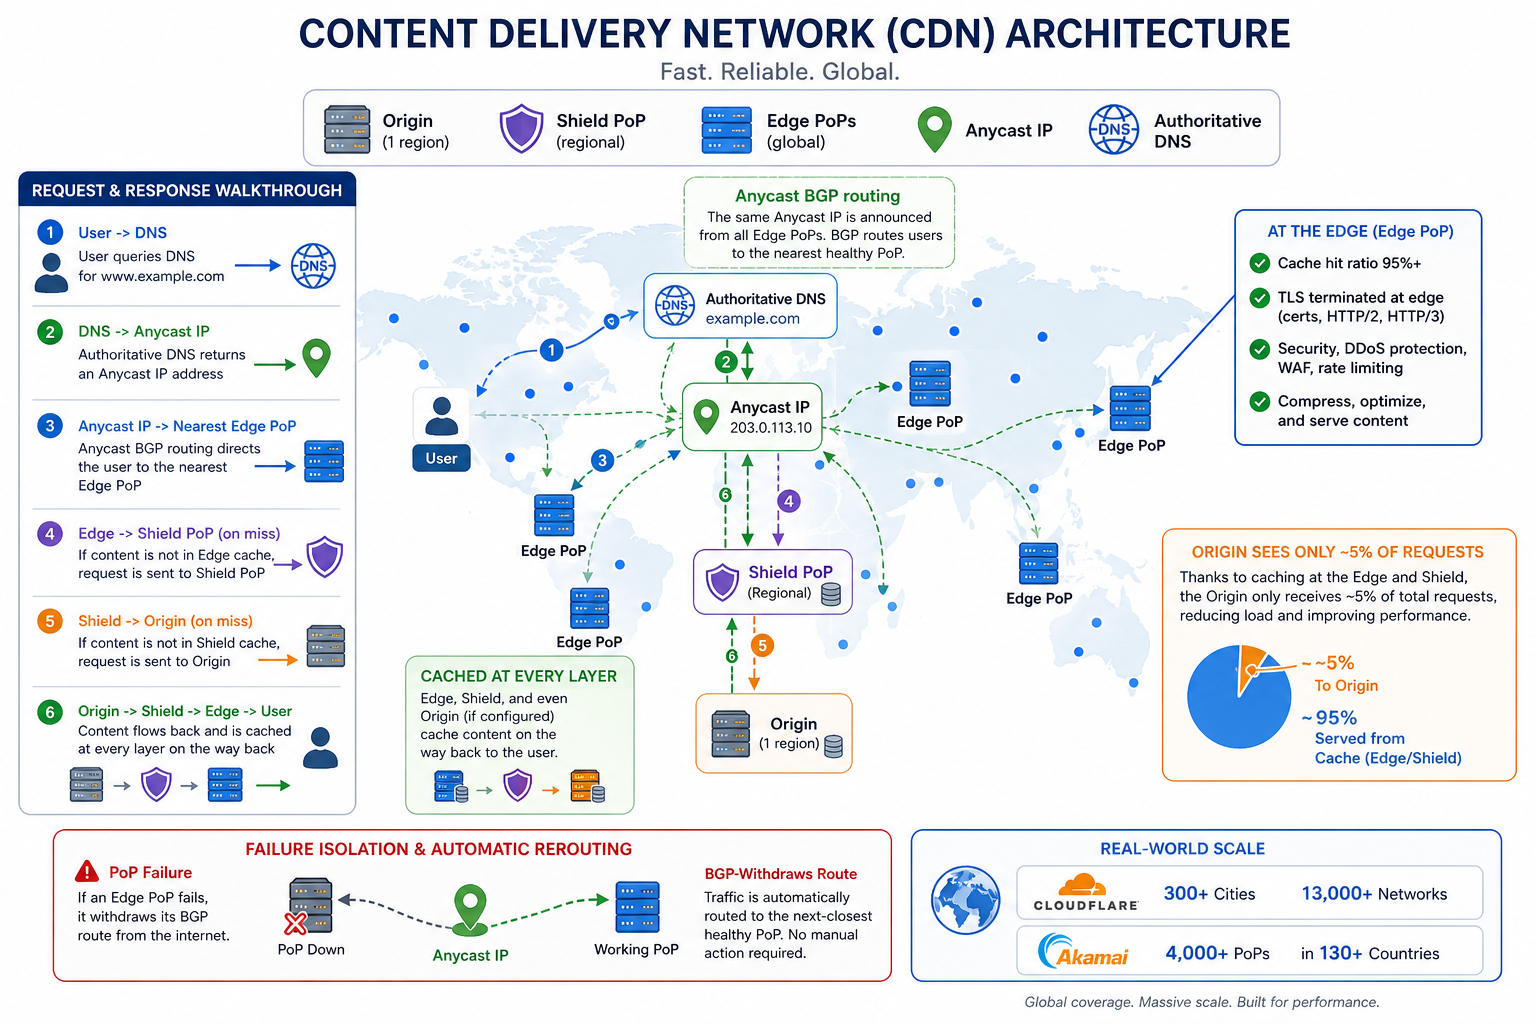 CONTENT DELIVERY NETWORK (CDN) ARCHITECTURE
Fast. Reliable. Global.
Origin
(1 region)
Shield PoP
(regional)
Edge PoPs
(global)
Anycast IP
DNS
Authoritative
DNS
REQUEST & RESPONSE WALKTHROUGH
1
User -> DNS
User queries DNS
for www.example.com
DNS
2
DNS -> Anycast IP
Authoritative DNS returns
an Anycast IP address
3
Anycast IP -> Nearest Edge PoP
Anycast BGP routing directs
the user to the nearest
Edge PoP
4
Edge -> Shield PoP (on miss)
If content is not in Edge cache,
request is sent to Shield PoP
5
Shield -> Origin (on miss)
If content is not in Shield cache,
request is sent to Origin
6
Origin -> Shield -> Edge -> User
Content flows back and is cached
at every layer on the way back
Anycast BGP routing
The same Anycast IP is announced
from all Edge PoPs. BGP routes users
to the nearest healthy PoP.
DNS
Authoritative DNS
example.com
1
2
Anycast IP
203.0.113.10
User
3
6
4
Edge PoP
Edge PoP
Edge PoP
Edge PoP
Edge PoP
Shield PoP
(Regional)
6
5
Origin
(1 region)
AT THE EDGE (Edge PoP)
Cache hit ratio 95%+
TLS terminated at edge
(certs, HTTP/2, HTTP/3)
Security, DDoS protection,
WAF, rate limiting
Compress, optimize,
and serve content
ORIGIN SEES ONLY ~5% OF REQUESTS
Thanks to caching at the Edge and Shield,
the Origin only receives ~5% of total requests,
reducing load and improving performance.
~ ~5%
To Origin
~ 95%
Served from
Cache (Edge/Shield)
CACHED AT EVERY LAYER
Edge, Shield, and even
Origin (if configured)
cache content on the
way back to the user.
FAILURE ISOLATION & AUTOMATIC REROUTING
PoP Failure
If an Edge PoP fails,
it withdraws its BGP
route from the internet.
PoP Down
Anycast IP
Working PoP
BGP-Withdraws Route
Traffic is automatically
routed to the next-closest
healthy PoP. No manual
action required.
REAL-WORLD SCALE
CLOUDFLARE
300+ Cities
13,000+ Networks
Akamai
4,000+ PoPs
in 130+ Countries
Global coverage. Massive scale. Built for performance.